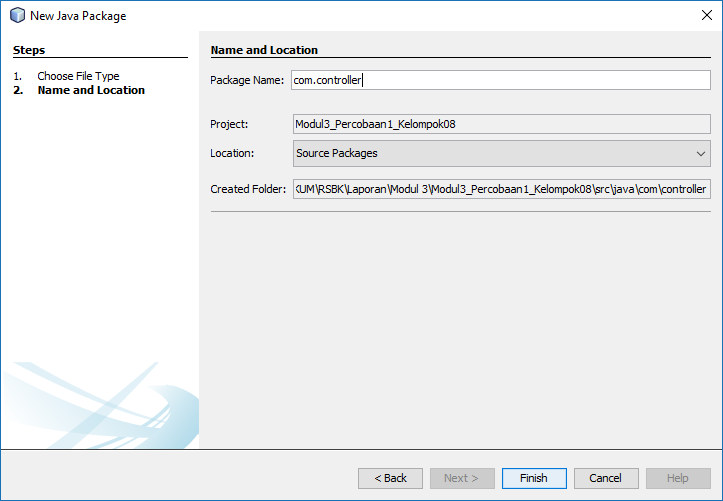 New Java Package
Steps
1. Choose File Type
2. Name and Location
Name and Location
Package Name: com.controller
Project: Modul3_Percobaan1_Kelompok08
Location: Source Packages
Created Folder: KUM\RSBK\Laporan\Modul 3\Modul3_Percobaan1_Kelompok08\src\java\com\controller
< Back
Next >
Finish
Cancel
Help